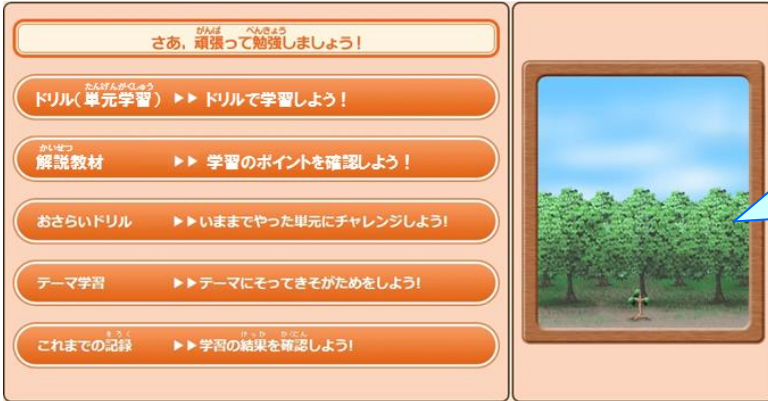 さあ、頑張って勉強しましょう！
ドリル(単元学習) ▶▶ ドリルで学習しよう！
解説教材 ▶▶ 学習のポイントを確認しよう！
おさらいドリル ▶▶いままでやった単元にチャレンジしよう!
テーマ学習 ▶▶テーマにそってきそがためをしよう!
これまでの記録 ▶▶学習の結果を確認しよう!